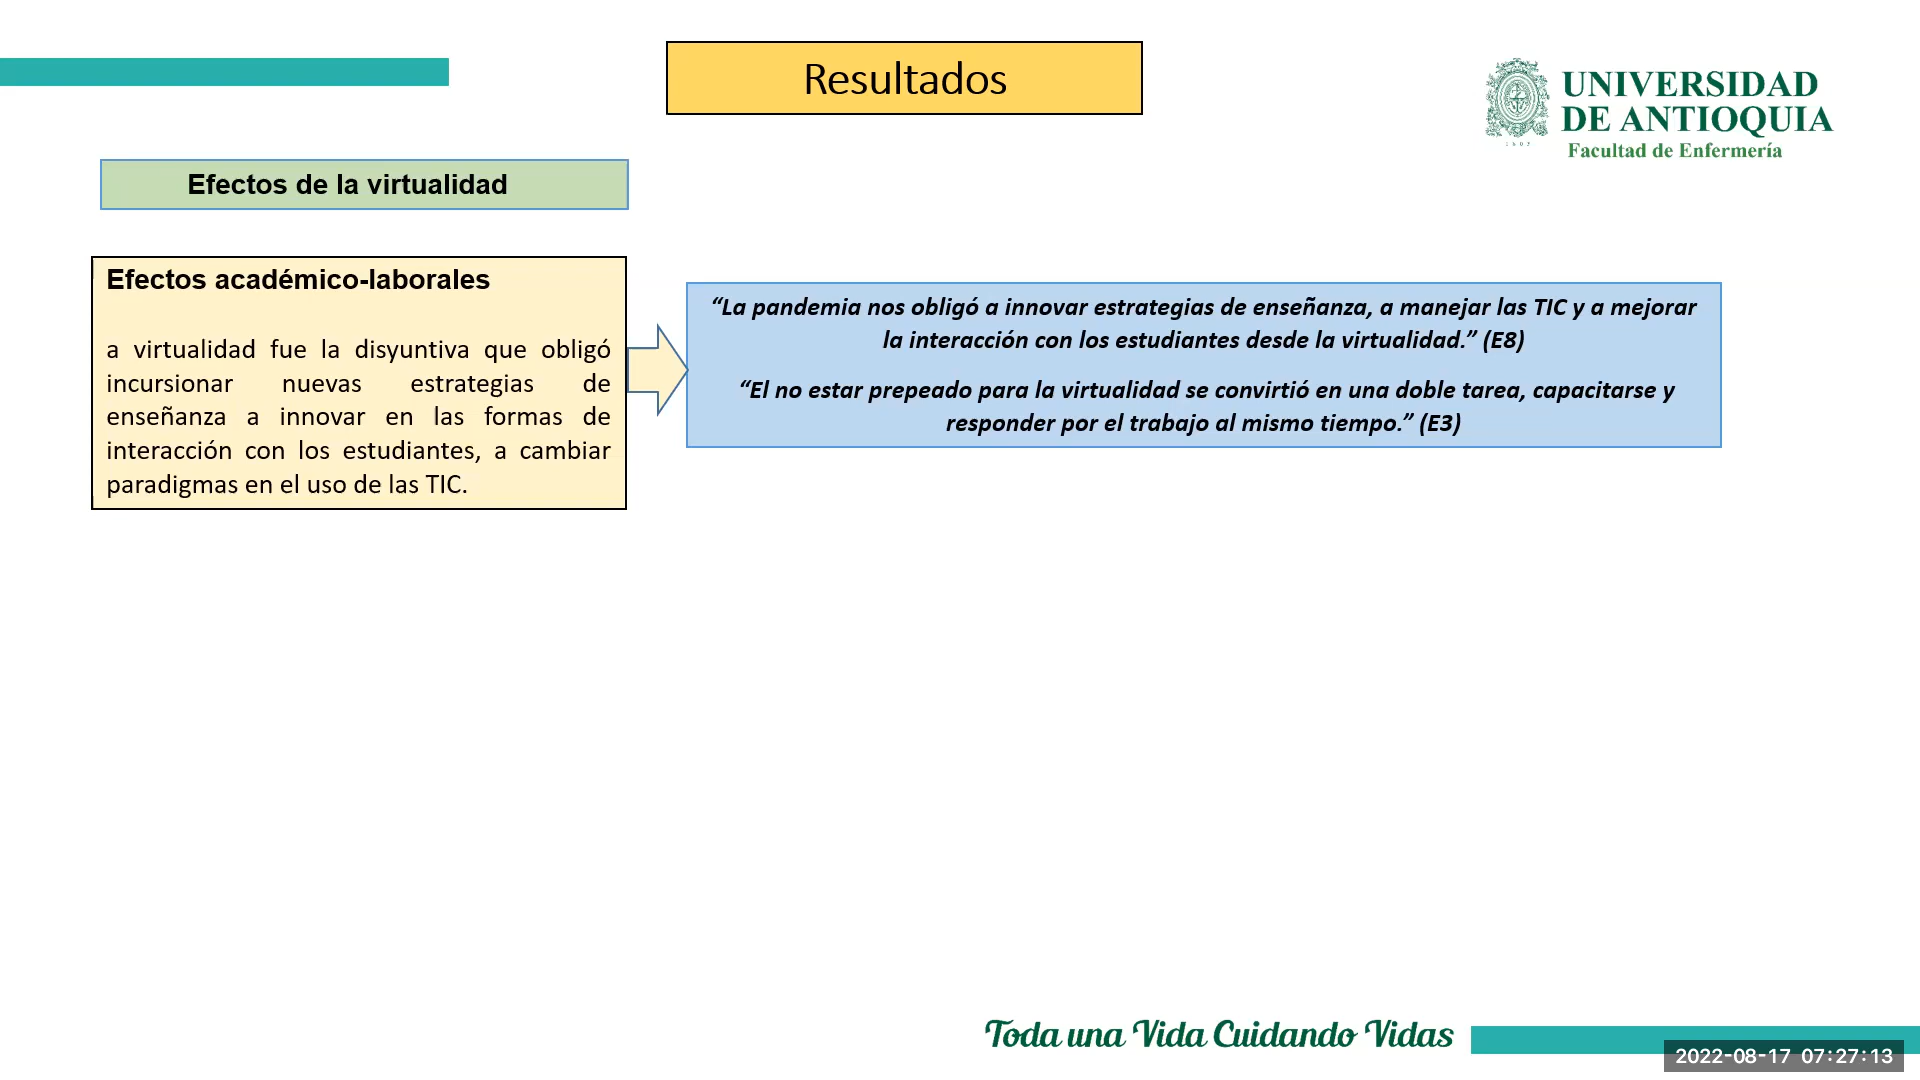 Resultados
UNIVERSIDAD
DE ANTIOQUIA
1803
Facultad de Enfermería
Efectos de la virtualidad
Efectos académico-laborales
a virtualidad fue la disyuntiva que obligó
incursionar nuevas estrategias de
enseñanza a innovar en las formas de
interacción con los estudiantes, a cambiar
paradigmas en el uso de las TIC.
“La pandemia nos obligó a innovar estrategias de enseñanza, a manejar las TIC y a mejorar
la interacción con los estudiantes desde la virtualidad.” (E8)
“El no estar prepeado para la virtualidad se convirtió en una doble tarea, capacitarse y
responder por el trabajo al mismo tiempo.” (E3)
Toda una Vida Cuidando Vidas
2022-08-17 07:27:13